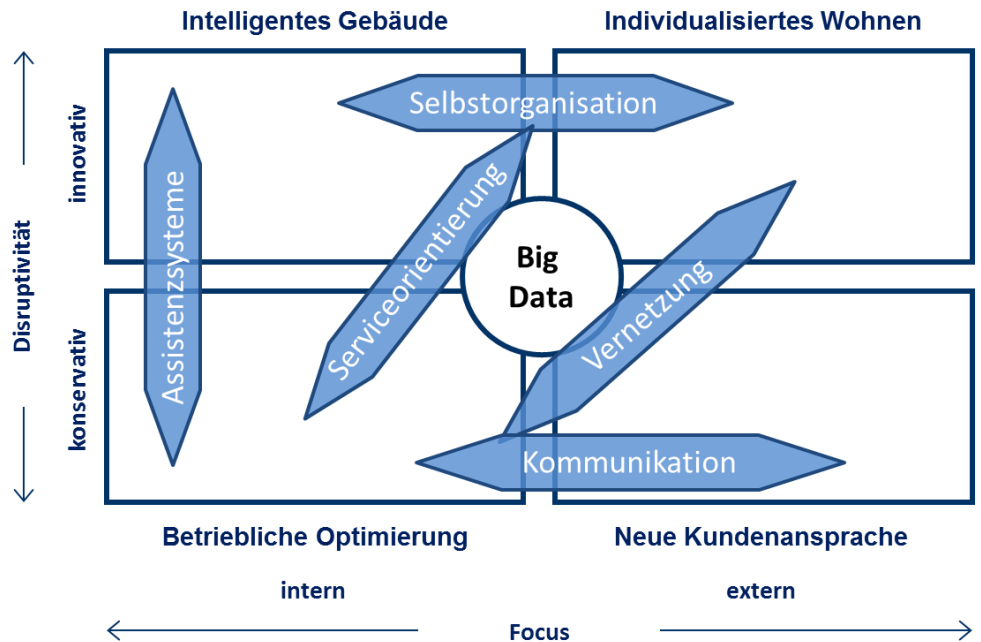 Intelligentes Gebäude
Individualisiertes Wohnen
Selbstorganisation
innovativ
Assistenzsysteme
Serviceorientierung
Big
Data
Vernetzung
Disruptivität
konservativ
Kommunikation
Betriebliche Optimierung
Neue Kundenansprache
intern
extern
Focus